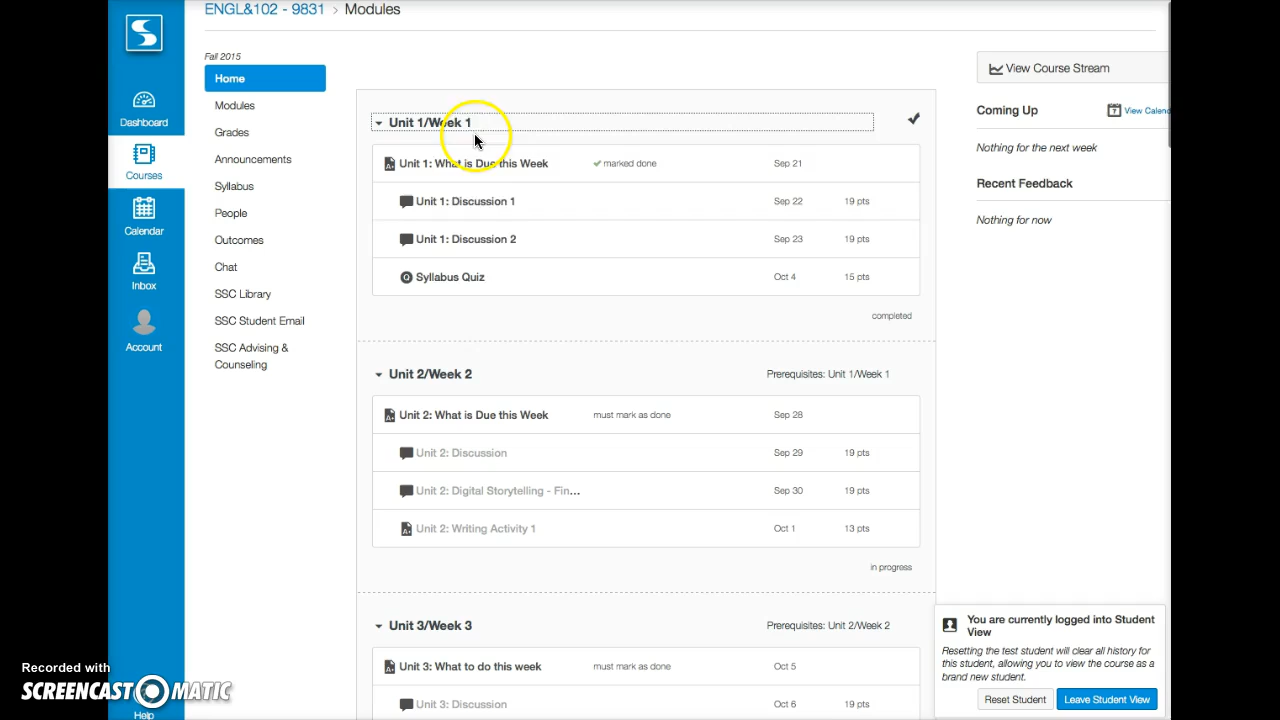 ENGL&102 - 9831 > Modules
Fall 2015
Home
Modules
Grades
Announcements
Syllabus
People
Outcomes
Chat
SSC Library
SSC Student Email
SSC Advising &
Counseling
Dashboard
Courses
Calendar
Inbox
Account
Help
Unit 1/Week 1
Unit 1: What is Due this Week marked done Sep 21
Unit 1: Discussion 1 Sep 22 19 pts
Unit 1: Discussion 2 Sep 23 19 pts
Syllabus Quiz Oct 4 15 pts
completed
Unit 2/Week 2 Prerequisites: Unit 1/Week 1
Unit 2: What is Due this Week must mark as done Sep 28
Unit 2: Discussion Sep 29 19 pts
Unit 2: Digital Storytelling - Fin... Sep 30 19 pts
Unit 2: Writing Activity 1 Oct 1 13 pts
in progress
Unit 3/Week 3 Prerequisites: Unit 2/Week 2
Unit 3: What to do this week must mark as done Oct 5
Unit 3: Discussion Oct 6 19 pts
View Course Stream
Coming Up 7 View Calend
Nothing for the next week
Recent Feedback
Nothing for now
You are currently logged into Student
View
Resetting the test student will clear all history for
this student, allowing you to view the course as a
brand new student.
Reset Student Leave Student View
Recorded with
SCREENCAST-O-MATIC